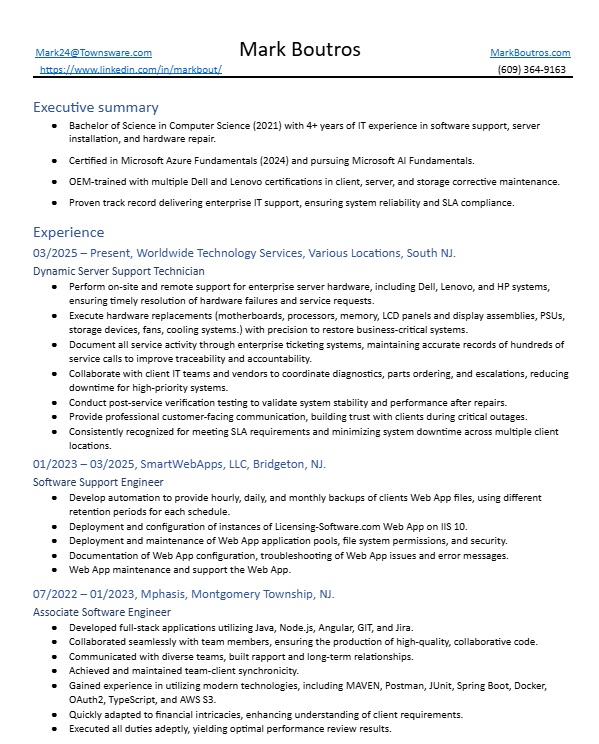 Mark Boutros
Mark24@Townsware.com
MarkBoutros.com
https://www.linkedin.com/in/markbout/
(609) 364-9163
Executive summary
• Bachelor of Science in Computer Science (2021) with 4+ years of IT experience in software support, server
installation, and hardware repair.
• Certified in Microsoft Azure Fundamentals (2024) and pursuing Microsoft AI Fundamentals.
• OEM-trained with multiple Dell and Lenovo certifications in client, server, and storage corrective maintenance.
• Proven track record delivering enterprise IT support, ensuring system reliability and SLA compliance.
Experience
03/2025 – Present, Worldwide Technology Services, Various Locations, South NJ.
Dynamic Server Support Technician
• Perform on-site and remote support for enterprise server hardware, including Dell, Lenovo, and HP systems,
ensuring timely resolution of hardware failures and service requests.
• Execute hardware replacements (motherboards, processors, memory, LCD panels and display assemblies, PSUs,
storage devices, fans, cooling systems.) with precision to restore business-critical systems.
• Document all service activity through enterprise ticketing systems, maintaining accurate records of hundreds of
service calls to improve traceability and accountability.
• Collaborate with client IT teams and vendors to coordinate diagnostics, parts ordering, and escalations, reducing
downtime for high-priority systems.
• Conduct post-service verification testing to validate system stability and performance after repairs.
• Provide professional customer-facing communication, building trust with clients during critical outages.
• Consistently recognized for meeting SLA requirements and minimizing system downtime across multiple client
locations.
01/2023 – 03/2025, SmartWebApps, LLC, Bridgeton, NJ.
Software Support Engineer
• Develop automation to provide hourly, daily, and monthly backups of clients Web App files, using different
retention periods for each schedule.
• Deployment and configuration of instances of Licensing-Software.com Web App on IIS 10.
• Deployment and maintenance of Web App application pools, file system permissions, and security.
• Documentation of Web App configuration, troubleshooting of Web App issues and error messages.
• Web App maintenance and support the Web App.
07/2022 – 01/2023, Mphasis, Montgomery Township, NJ.
Associate Software Engineer
• Developed full-stack applications utilizing Java, Node.js, Angular, GIT, and Jira.
• Collaborated seamlessly with team members, ensuring the production of high-quality, collaborative code.
• Communicated with diverse teams, built rapport and long-term relationships.
• Achieved and maintained team-client synchronicity.
• Gained experience in utilizing modern technologies, including MAVEN, Postman, JUnit, Spring Boot, Docker,
OAuth2, TypeScript, and AWS S3.
• Quickly adapted to financial intricacies, enhancing understanding of client requirements.
• Executed all duties adeptly, yielding optimal performance review results.